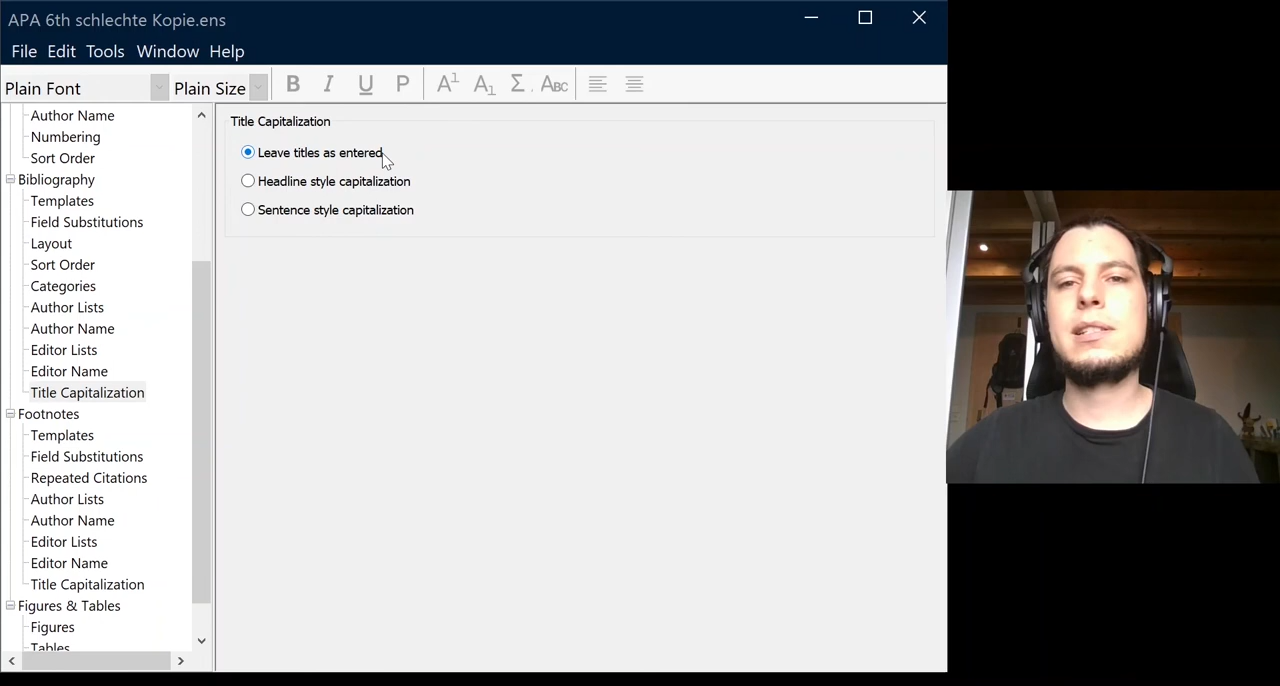 APA 6th schlechte Kopie.ens
File Edit Tools Window Help
Plain Font Plain Size B I U P A1 A1 Σ ABC
Author Name
Numbering
Sort Order
Bibliography
Templates
Field Substitutions
Layout
Sort Order
Categories
Author Lists
Author Name
Editor Lists
Editor Name
Title Capitalization
Footnotes
Templates
Field Substitutions
Repeated Citations
Author Lists
Author Name
Editor Lists
Editor Name
Title Capitalization
Figures & Tables
Figures
Tables
Title Capitalization
Leave titles as entered
Headline style capitalization
Sentence style capitalization